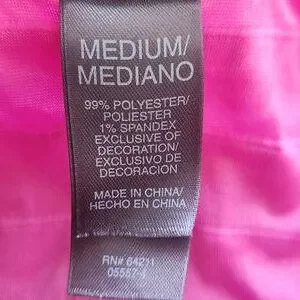 MEDIUM/
MEDIANO
99% POLYESTER/
POLIESTER
1% SPANDEX
EXCLUSIVE OF
DECORATION/
EXCLUSIVO DE
DECORACION
MADE IN CHINA/
HECHO EN CHINA
RN# 64211
05557-4